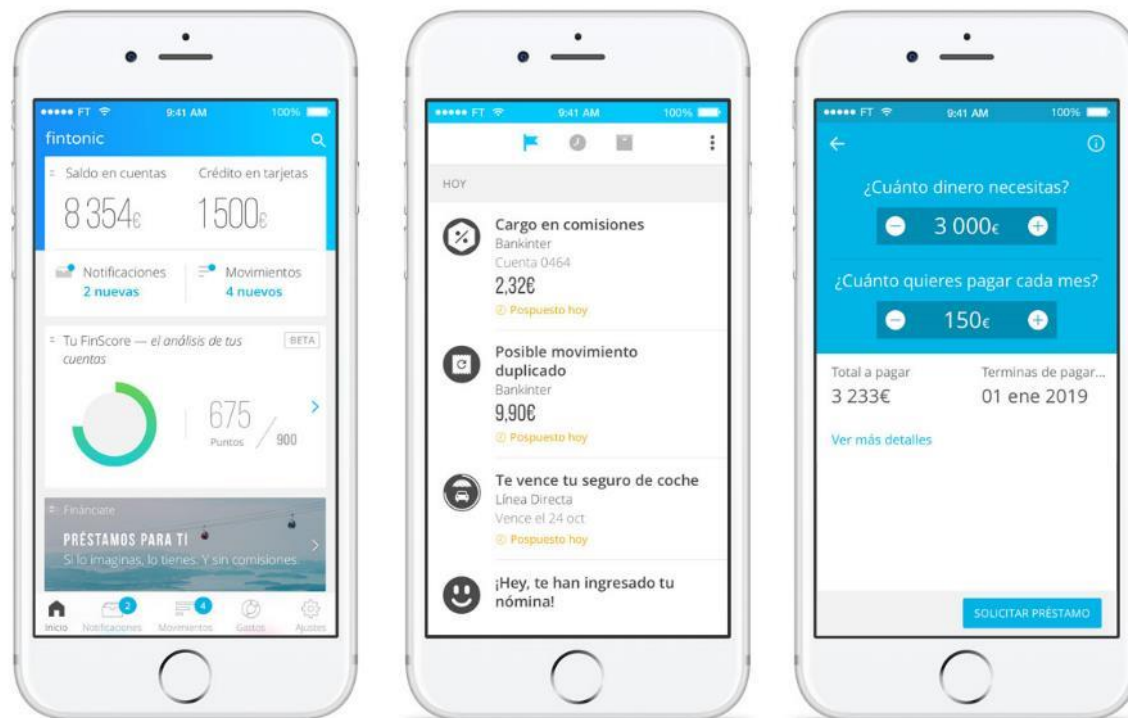 FT 9:41 AM 100%
fintonic
Saldo en cuentas Crédito en tarjetas
8 354€ 1 500€
Notificaciones Movimientos
2 nuevas 4 nuevos
Tu FinScore — el análisis de tus BETA
cuentas
675
Puntos 900
Fináncíate
PRÉSTAMOS PARA TI
Si lo imaginas, lo tienes. Y sin comisiones.
2 4
Inicio Notificaciones Movimientos Gastos Ajustes
FT 9:41 AM 100%
HOY
Cargo en comisiones
Bankinter
Cuenta 0464
2,32€
Pospuesto hoy
Posible movimiento
duplicado
Bankinter
9,90€
Pospuesto hoy
Te vence tu seguro de coche
Línea Directa
Vence el 24 oct
Pospuesto hoy
¡Hey, te han ingresado tu
nómina!
FT 9:41 AM 100%
¿Cuánto dinero necesitas?
3 000€
¿Cuánto quieres pagar cada mes?
150€
Total a pagar Terminas de pagar...
3 233€ 01 ene 2019
Ver más detalles
SOLICITAR PRÉSTAMO